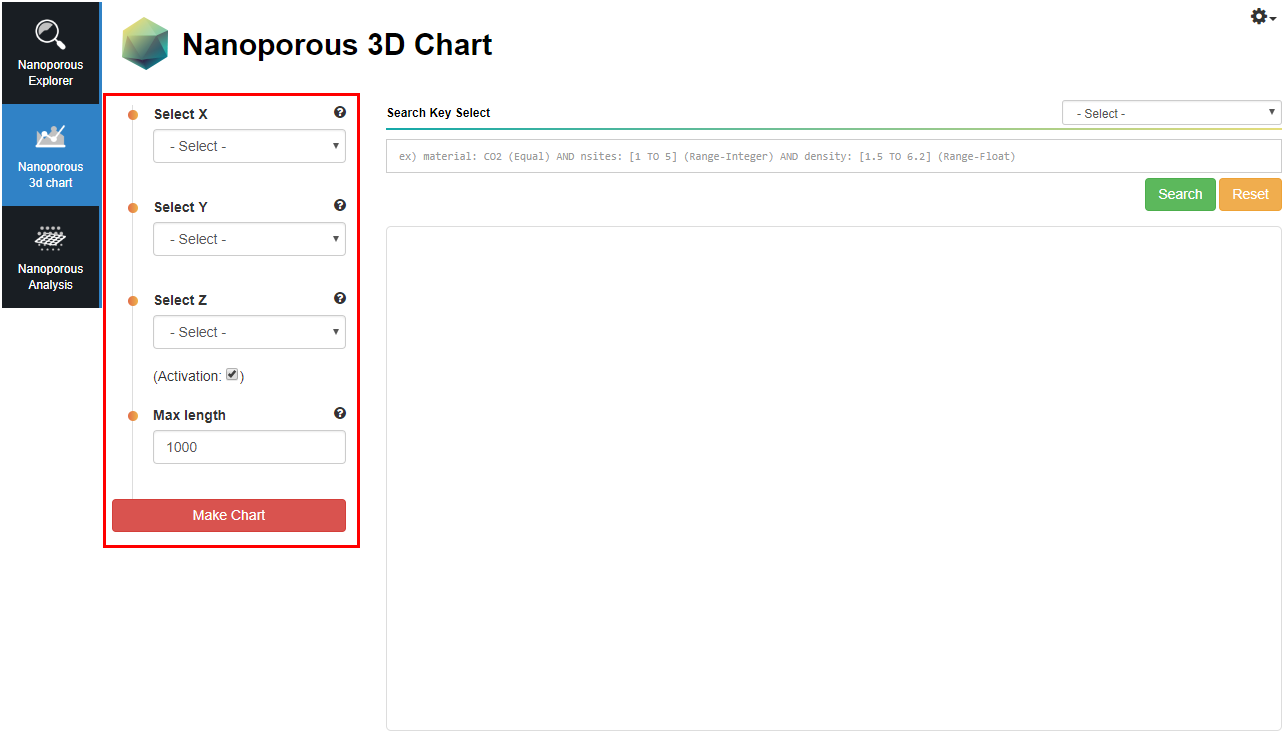 Nanoporous
Explorer
Nanoporous
3d chart
Nanoporous
Analysis
Nanoporous 3D Chart
Select X
- Select -
Select Y
- Select -
Select Z
- Select -
(Activation: )
Max length
1000
Make Chart
Search Key Select
- Select -
ex) material: CO2 (Equal) AND nsites: [1 TO 5] (Range-Integer) AND density: [1.5 TO 6.2] (Range-Float)
Search
Reset